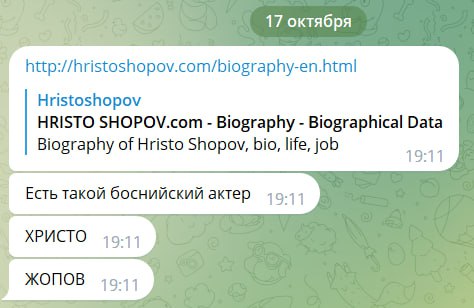 17 октября
http://hristoshopov.com/biography-en.html
Hristoshopov
HRISTO SHOPOV.com - Biography - Biographical Data
Biography of Hristo Shopov, bio, life, job
19:11
Есть такой боснийский актер 19:11
ХРИСТО 19:11
ЖОПОВ 19:11